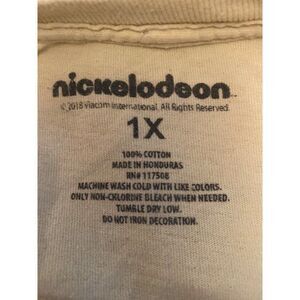 nickelodeon
© 2018 Viacom International. All Rights Reserved.
1X
100% COTTON
MADE IN HONDURAS
RN# 117508
MACHINE WASH COLD WITH LIKE COLORS.
ONLY NON-CHLORINE BLEACH WHEN NEEDED.
TUMBLE DRY LOW.
DO NOT IRON DECORATION.